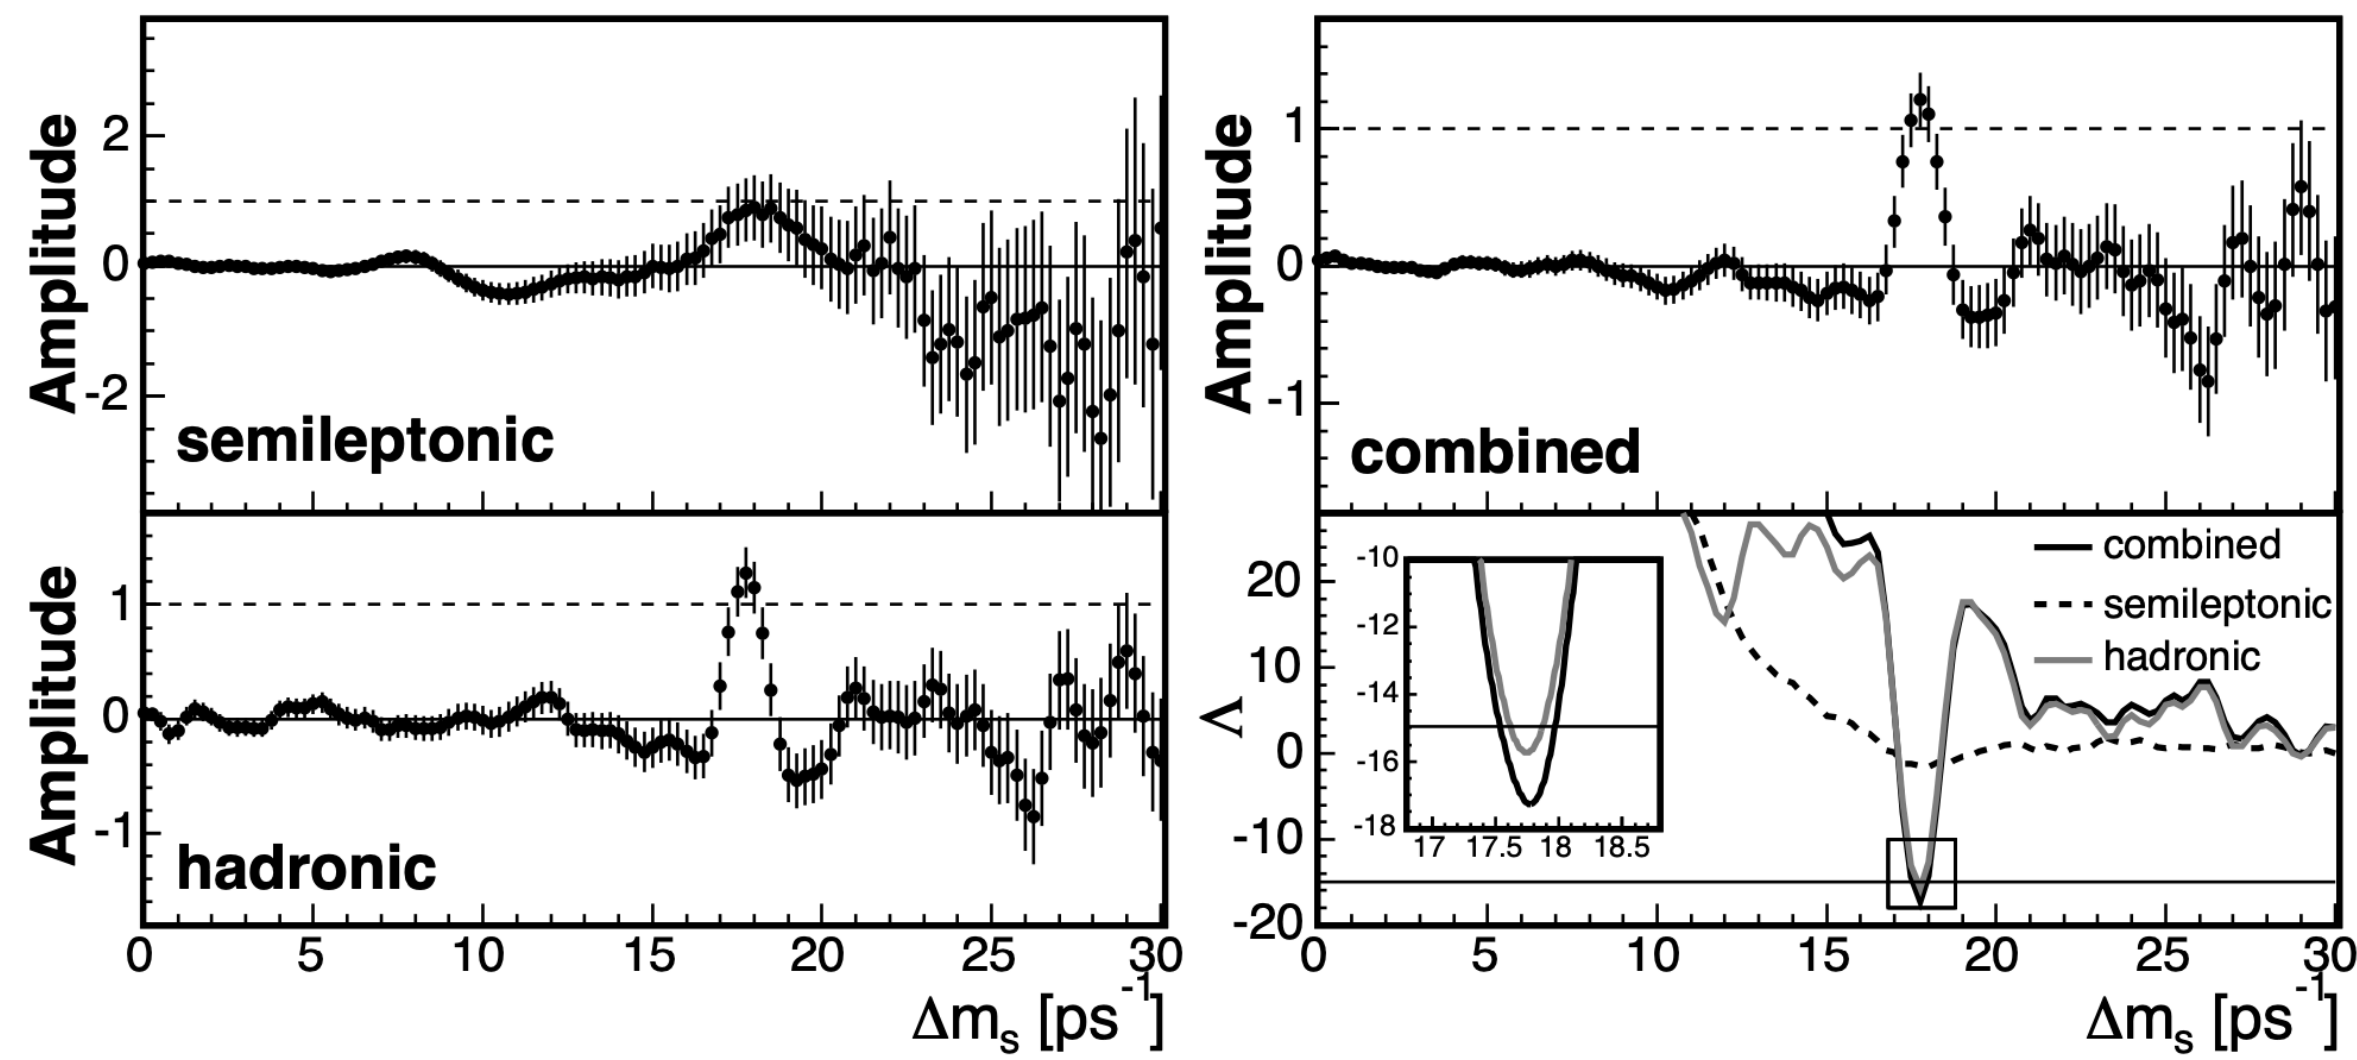 Amplitude
2
0
-2
semileptonic
Amplitude
1
0
-1
hadronic
0 5 10 15 20 25 30
Δms [ps-1]
Amplitude
1
0
-1
combined
Λ
20
10
0
-10
-20
combined
semileptonic
hadronic
-10
-12
-14
-16
-18
17 17.5 18 18.5
0 5 10 15 20 25 30
Δms [ps-1]